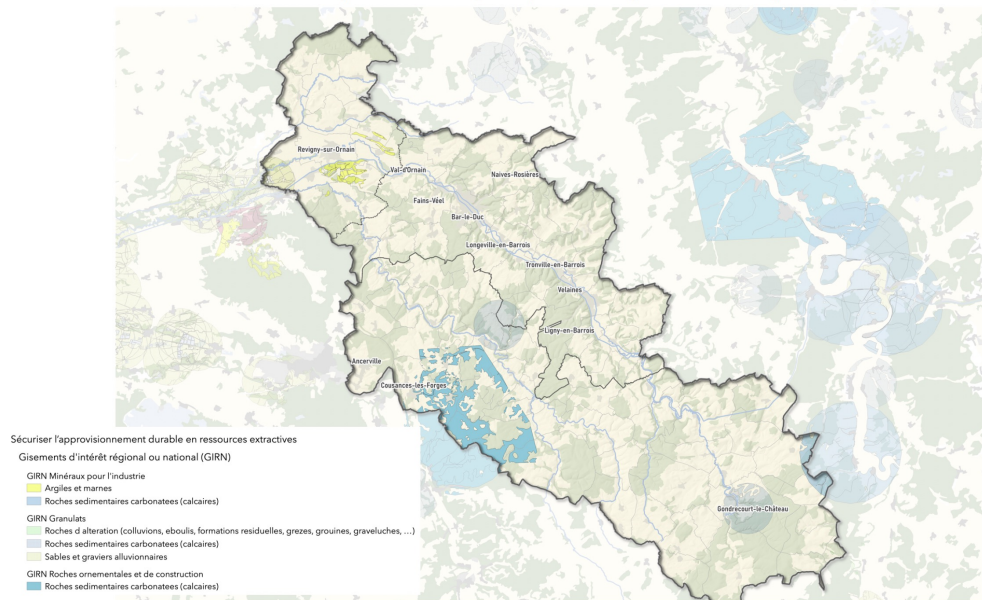 Revigny-sur-Ornain
Val-d'Ornain
Naives-Rosières
Fains-Véel
Bar-le-Duc
Longeville-en-Barrois
Tronville-en-Barrois
Velaines
Ligny-en-Barrois
Ancerville
Cousances-les-Forges
Gondrecourt-le-Château
Sécuriser l'approvisionnement durable en ressources extractives
Gisements d'intérêt régional ou national (GIRN)
GIRN Minéraux pour l'industrie
Argiles et marnes
Roches sedimentaires carbonatees (calcaires)
GIRN Granulats
Roches d alteration (colluvions, eboulis, formations residuelles, grezes, grouines, graveluches, ...)
Roches sedimentaires carbonatees (calcaires)
Sables et graviers alluvionnaires
GIRN Roches ornementales et de construction
Roches sedimentaires carbonatees (calcaires)